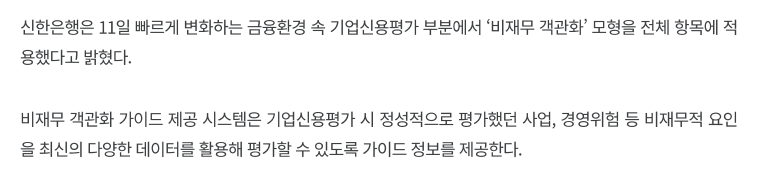 신한은행은 11일 빠르게 변화하는 금융환경 속 기업신용평가 부분에서 ‘비재무 객관화’ 모형을 전체 항목에 적
용했다고 밝혔다.
비재무 객관화 가이드 제공 시스템은 기업신용평가 시 정성적으로 평가했던 사업, 경영위험 등 비재무적 요인
을 최신의 다양한 데이터를 활용해 평가할 수 있도록 가이드 정보를 제공한다.